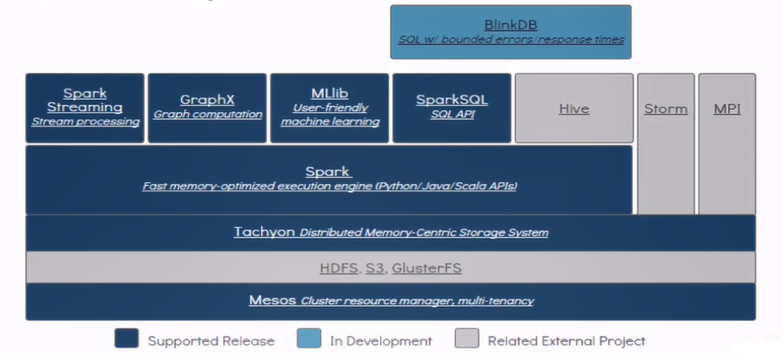 BlinkDB
SQL w/ bounded errors/response times
Spark
Streaming
Stream processing
GraphX
Graph computation
MLlib
User-friendly
machine learning
SparkSQL
SQL API
Hive
Storm
MPI
Spark
Fast memory-optimized execution engine (Python/Java/Scala APIs)
Tachyon Distributed Memory-Centric Storage System
HDFS, S3, GlusterFS
Mesos Cluster resource manager, multi-tenancy
Supported Release
In Development
Related External Project